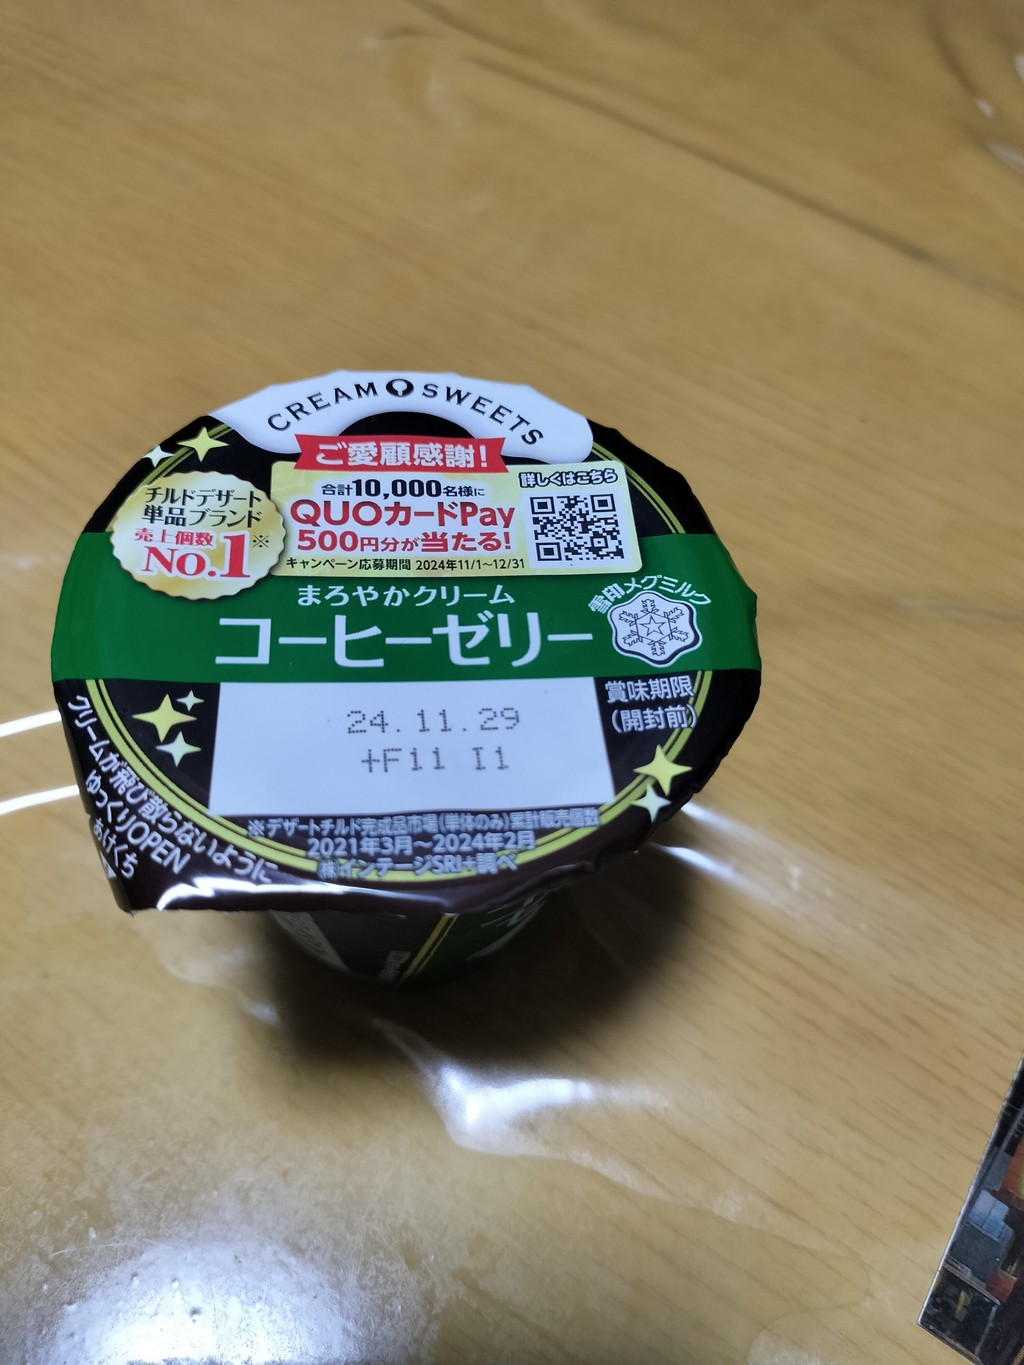 CREAM SWEETS
ご愛顧感謝!
合計10,000名様に
QUOカードPay
500円分が当たる!
キャンペーン応募期間 2024年11/1~12/31
詳しくはこちら
チルドデザート
単品ブランド
売上個数
No.1※
まろやかクリーム
コーヒーゼリー
雪印メグミルク
賞味期限
(開封前)
24.11.29
+F11 I1
クリームが飛び散らないように
ゆっくりOPEN
あけくち
※デザートチルド完成品市場(単体のみ)累計販売個数
2021年3月~2024年2月
㈱インテージSRI+調べ